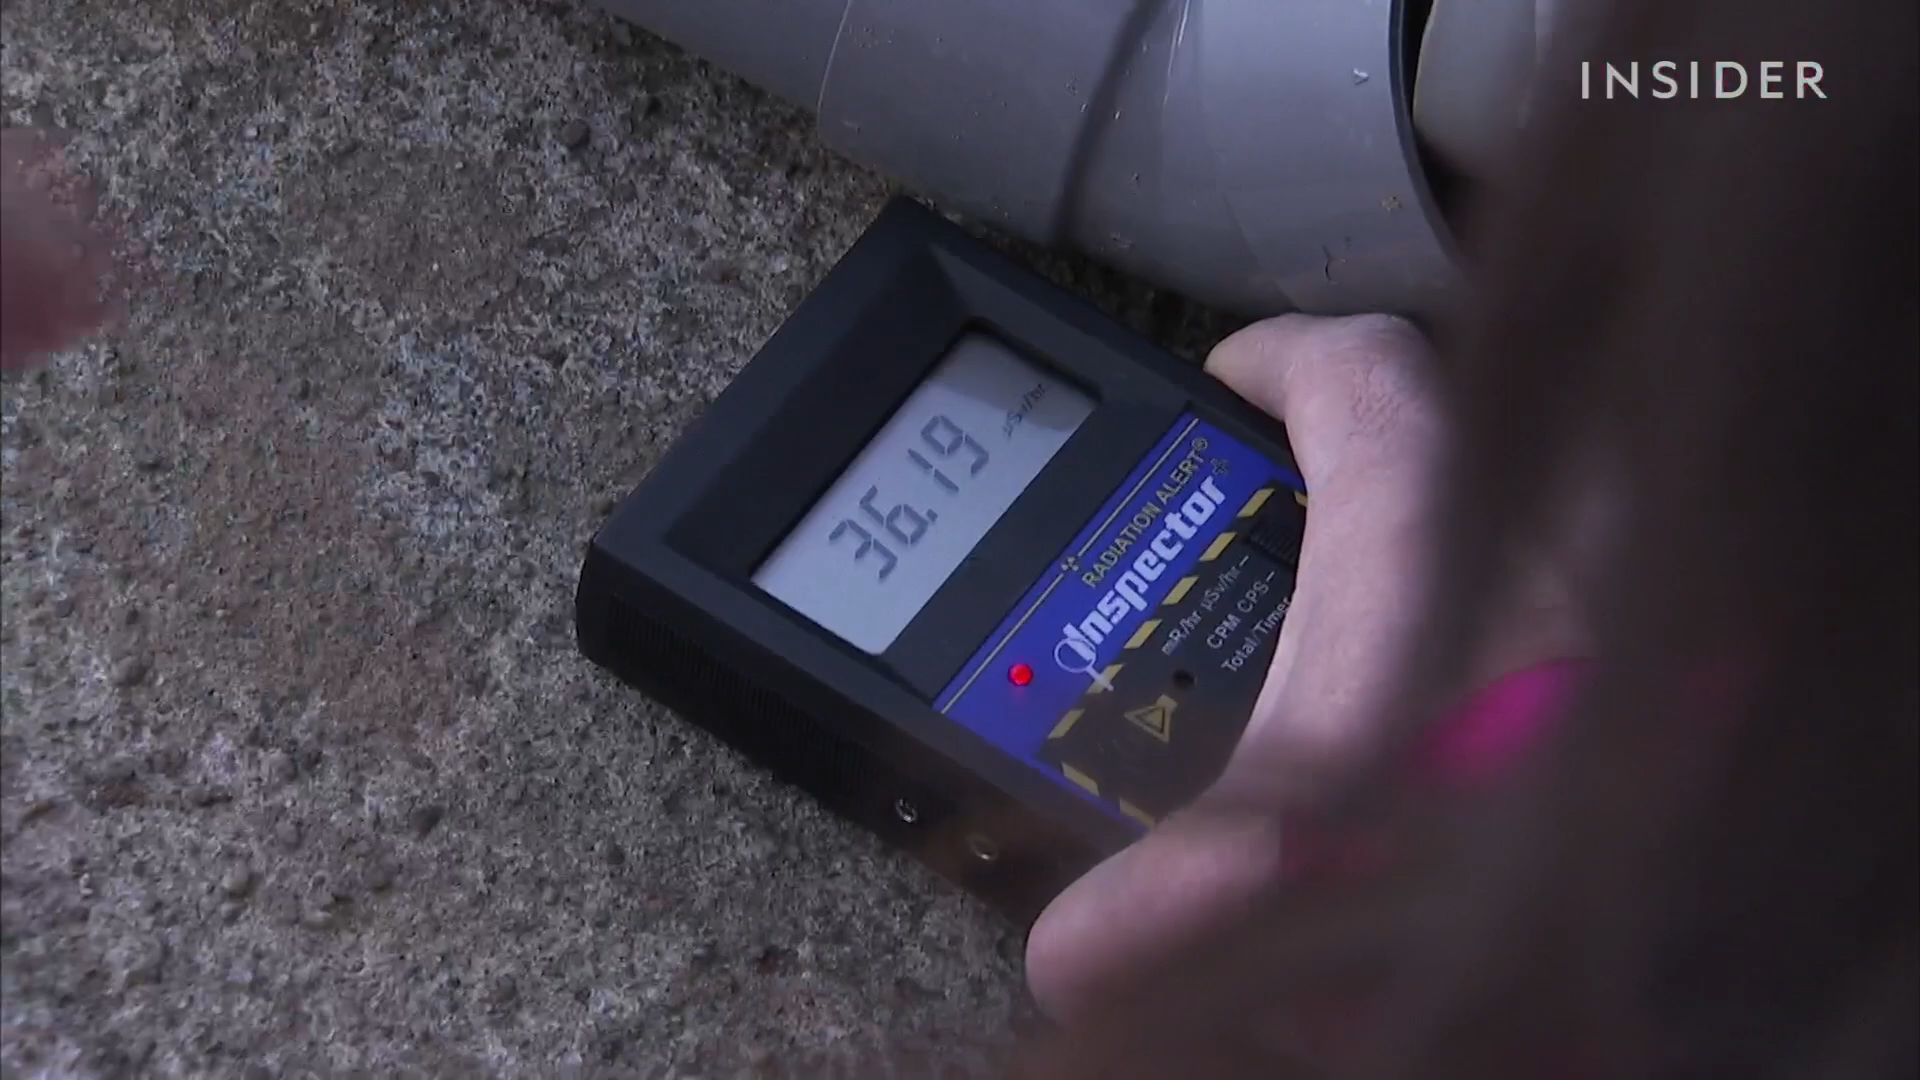 INSIDER
36.19 µSv/hr
RADIATION ALERT®
Inspector+
mR/hr µSv/hr
CPM CPS
Total/Timer